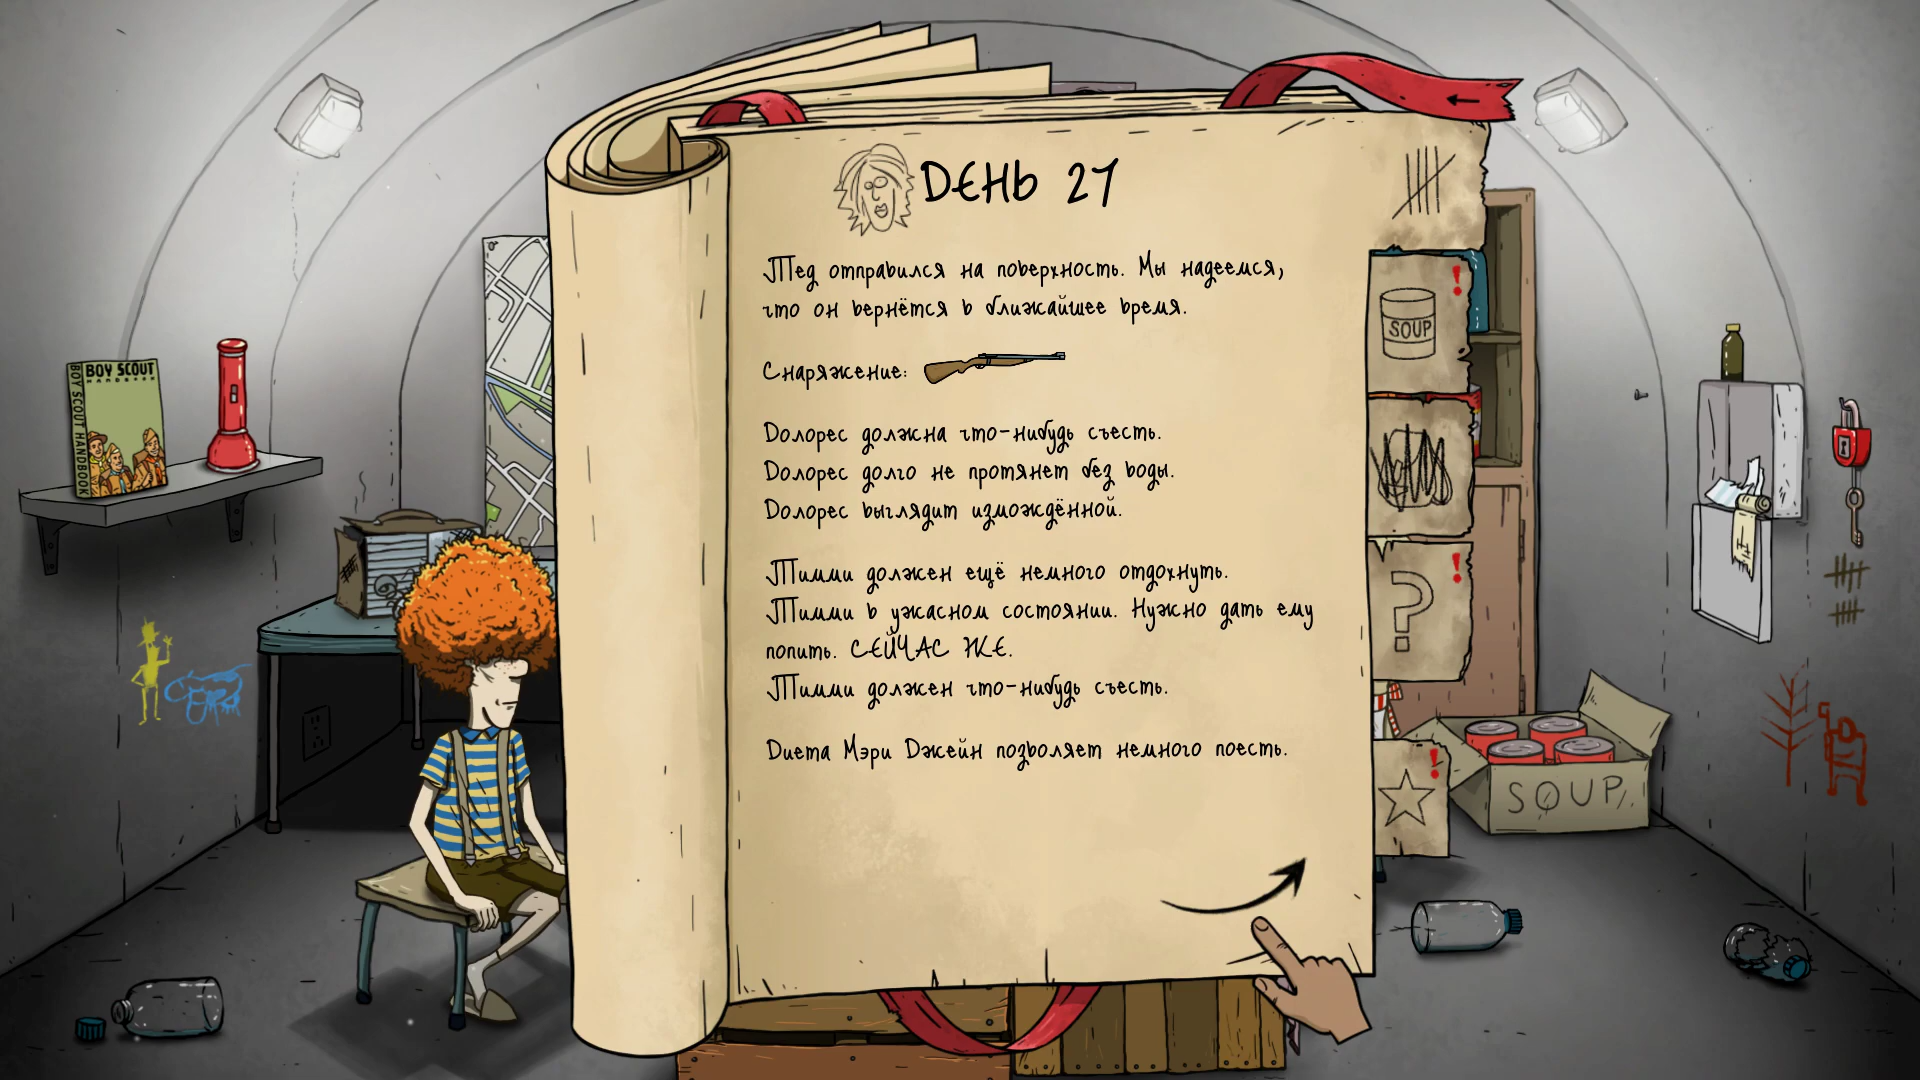 BOY SCOUT
HANDBOOK
BOY SCOUT HANDBOOK
ДЕНЬ 27
Тед отправился на поверхность. Мы надеемся,
что он вернётся в ближайшее время.
Снаряжение:
Долорес должна что-нибудь съесть.
Долорес долго не протянет без воды.
Долорес выглядит измождённой.
Тимми должен ещё немного отдохнуть.
Тимми в ужасном состоянии. Нужно дать ему
попить. СЕЙЧАС ЖЕ.
Тимми должен что-нибудь съесть.
Диета Мэри Джейн позволяет немного поесть.
!
SOUP
!
?
!
SOUP